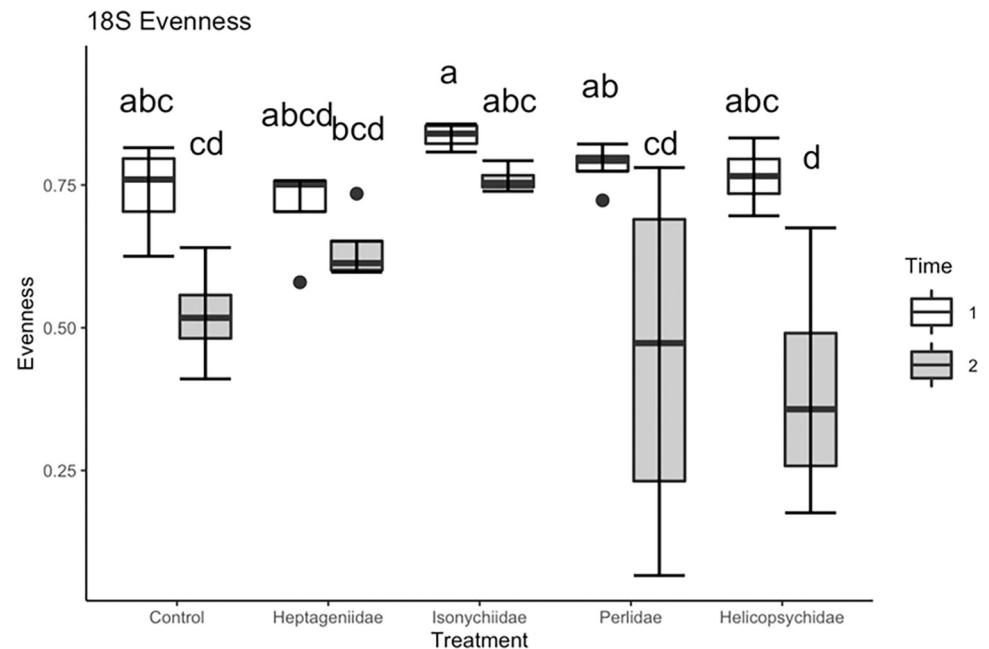 18S Evenness
a
ab
abc
abc
abc
abcd
bcd
cd
cd
d
0.75
0.50
0.25
Evenness
Time
1
2
Control
Heptageniidae
Isonychiidae
Perlidae
Helicopsychidae
Treatment